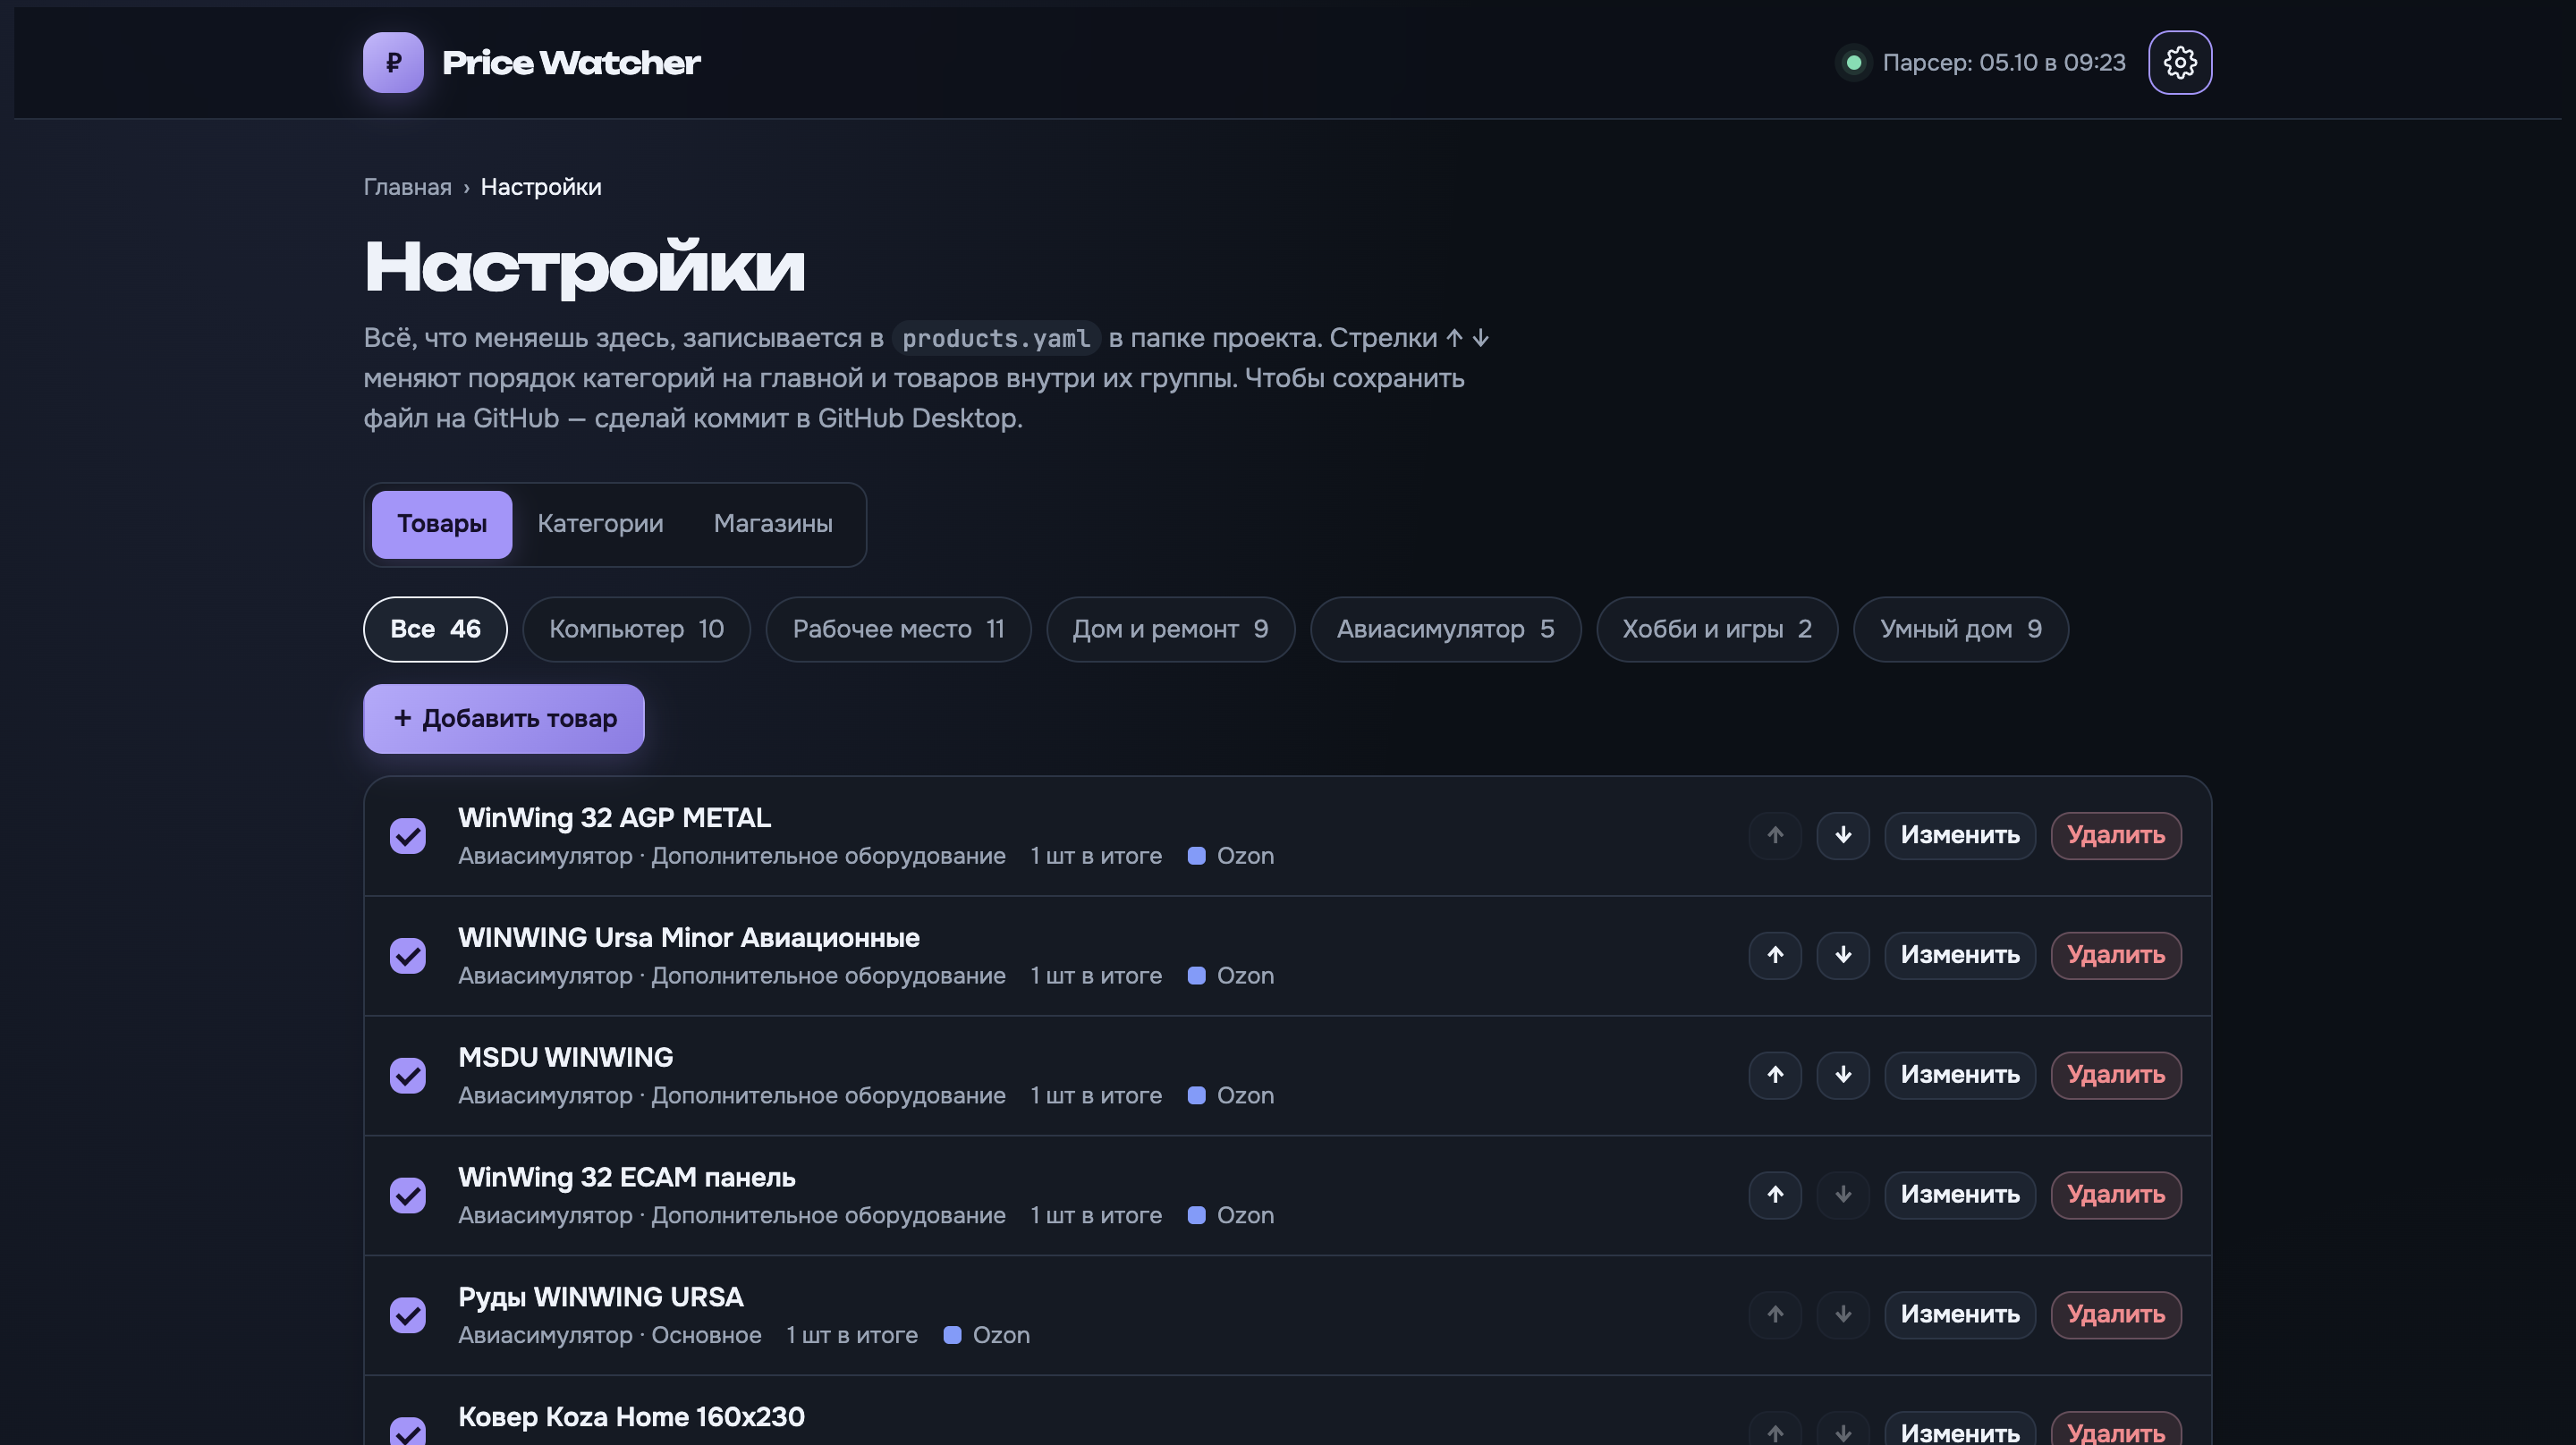 ₽ Price Watcher
Парсер: 05.10 в 09:23
Главная › Настройки
Настройки
Всё, что меняешь здесь, записывается в products.yaml в папке проекта. Стрелки ↑ ↓
меняют порядок категорий на главной и товаров внутри их группы. Чтобы сохранить
файл на GitHub — сделай коммит в GitHub Desktop.
Товары Категории Магазины
Все 46 Компьютер 10 Рабочее место 11 Дом и ремонт 9 Авиасимулятор 5 Хобби и игры 2 Умный дом 9
+ Добавить товар
WinWing 32 AGP METAL
Авиасимулятор · Дополнительное оборудование 1 шт в итоге Ozon
↑ ↓ Изменить Удалить
WINWING Ursa Minor Авиационные
Авиасимулятор · Дополнительное оборудование 1 шт в итоге Ozon
↑ ↓ Изменить Удалить
MSDU WINWING
Авиасимулятор · Дополнительное оборудование 1 шт в итоге Ozon
↑ ↓ Изменить Удалить
WinWing 32 ECAM панель
Авиасимулятор · Дополнительное оборудование 1 шт в итоге Ozon
↑ ↓ Изменить Удалить
Руды WINWING URSA
Авиасимулятор · Основное 1 шт в итоге Ozon
↑ ↓ Изменить Удалить
Ковер Koza Home 160x230
↑ ↓ Изменить Удалить